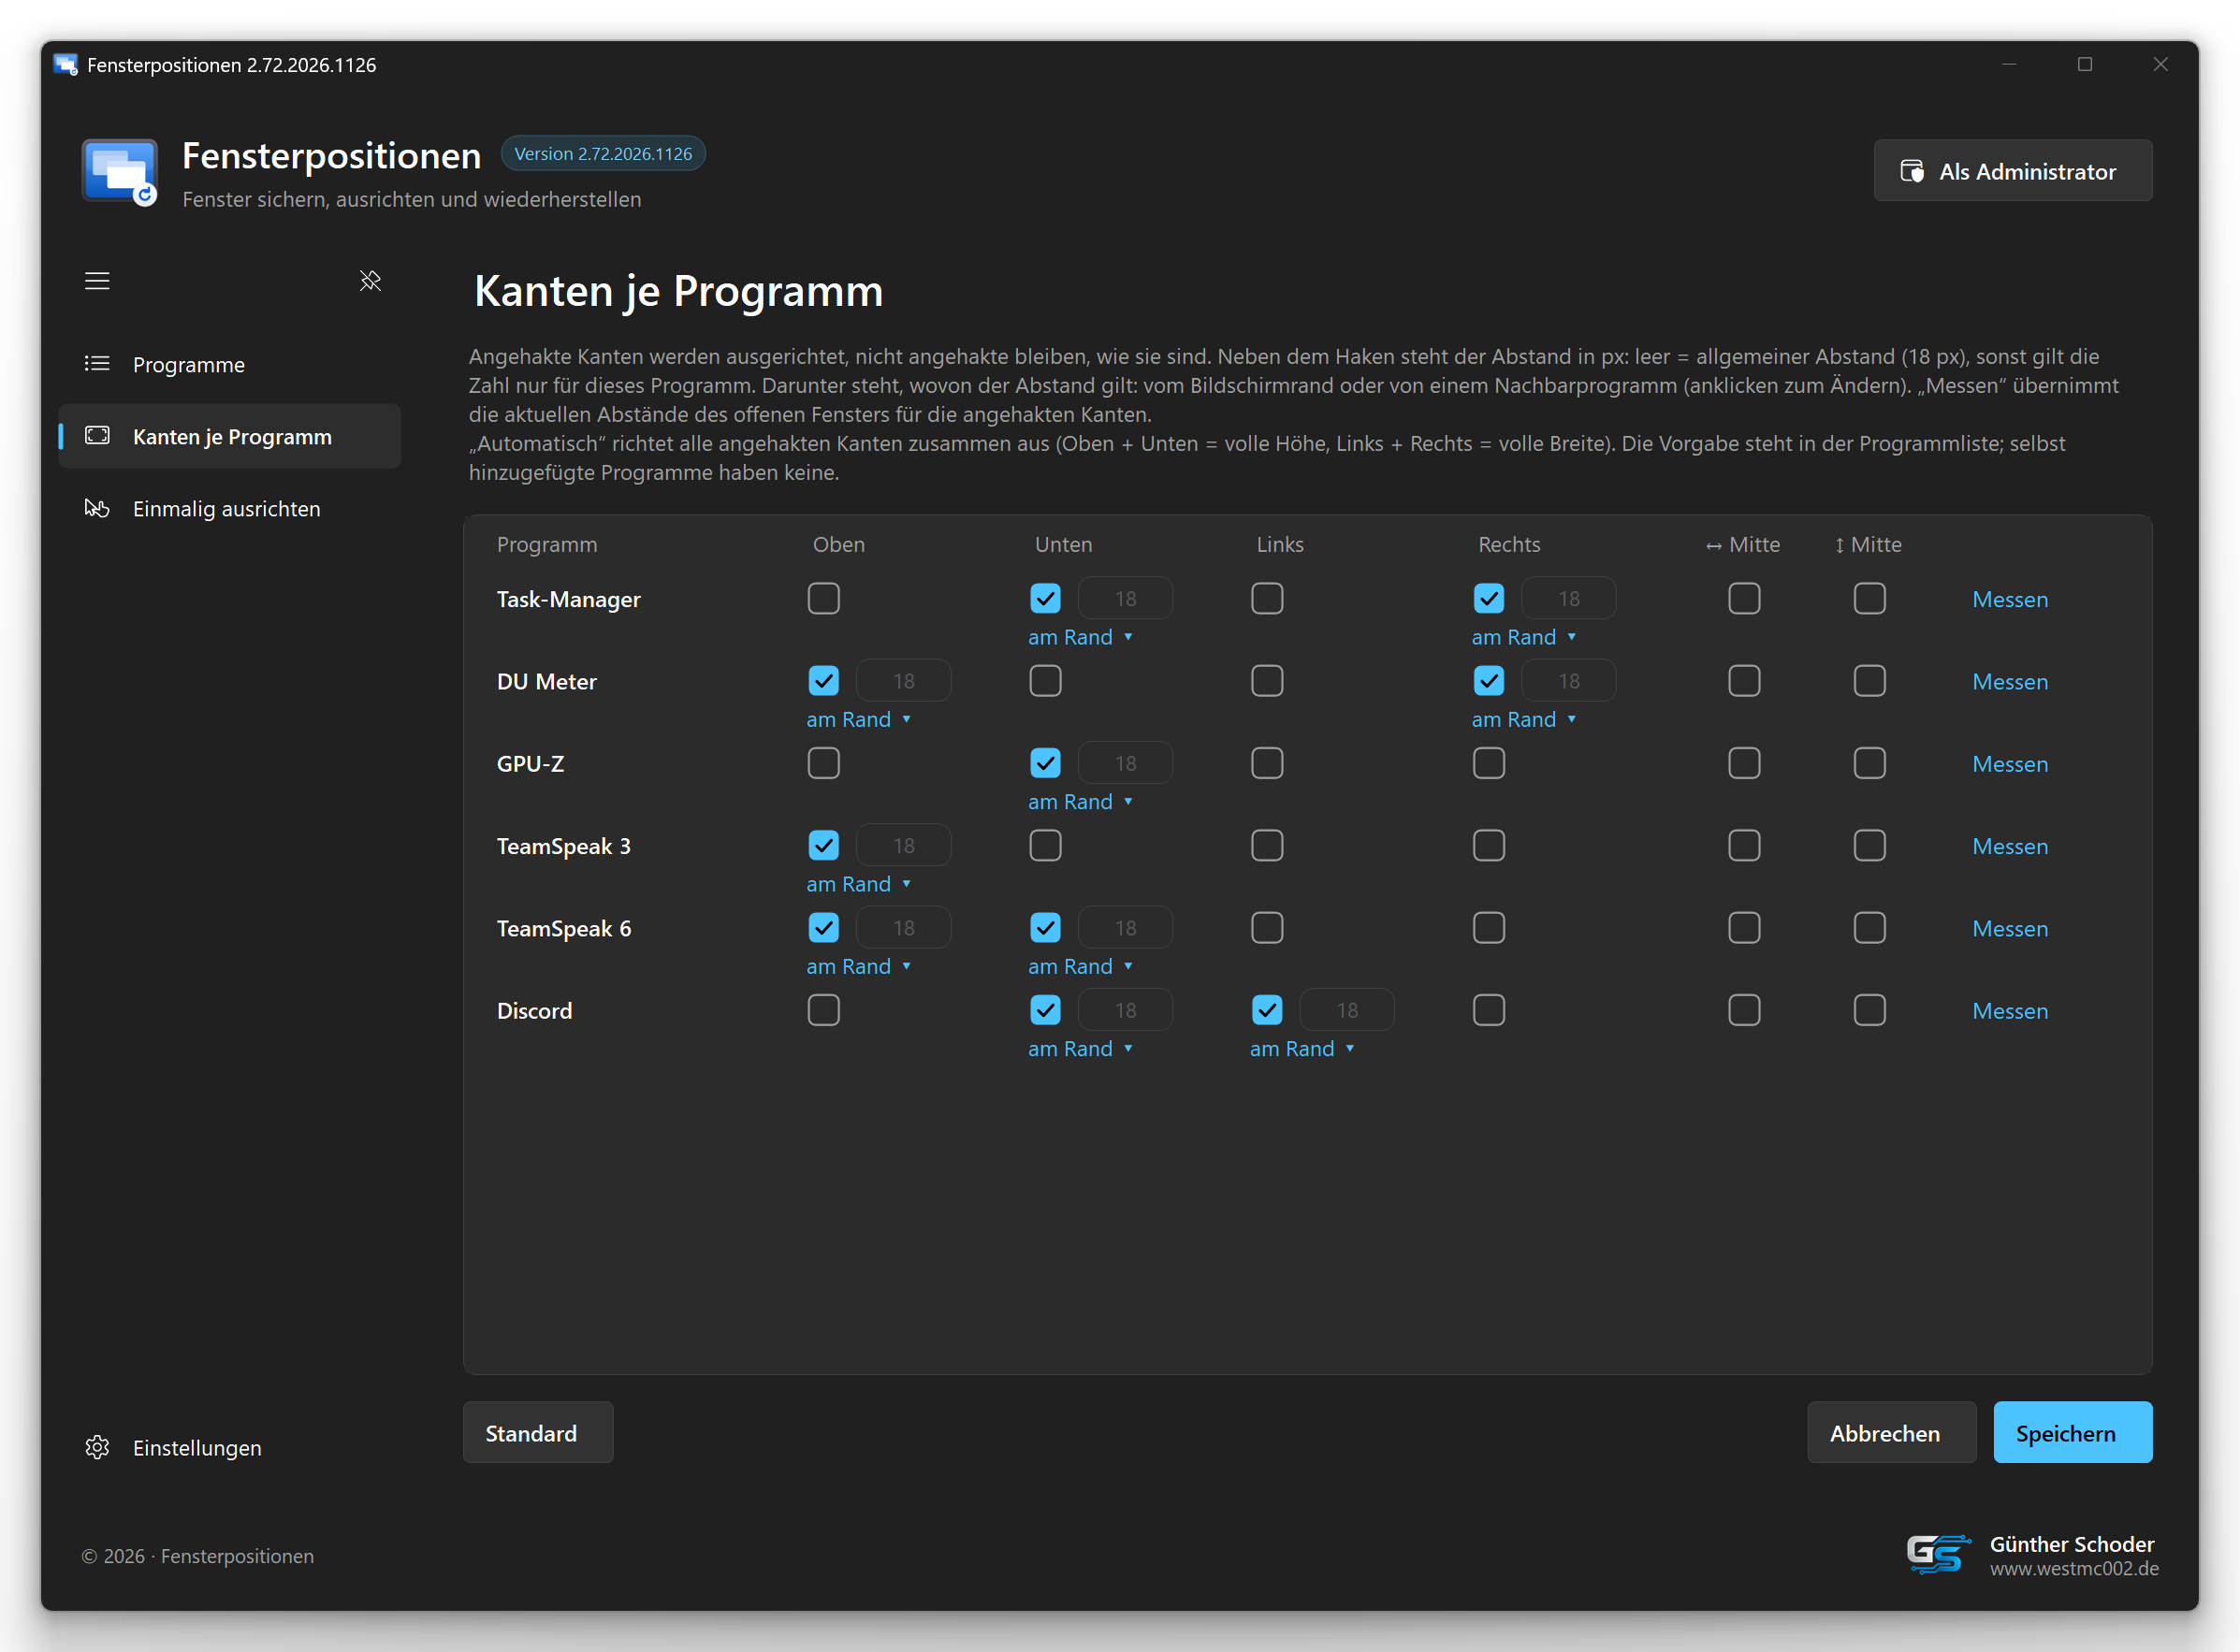 Fensterpositionen 2.72.2026.1126
Fensterpositionen Version 2.72.2026.1126
Fenster sichern, ausrichten und wiederherstellen
Als Administrator
Programme
Kanten je Programm
Einmalig ausrichten
Kanten je Programm
Angehakte Kanten werden ausgerichtet, nicht angehakte bleiben, wie sie sind. Neben dem Haken steht der Abstand in px: leer = allgemeiner Abstand (18 px), sonst gilt die
Zahl nur für dieses Programm. Darunter steht, wovon der Abstand gilt: vom Bildschirmrand oder von einem Nachbarprogramm (anklicken zum Ändern). „Messen“ übernimmt
die aktuellen Abstände des offenen Fensters für die angehakten Kanten.
„Automatisch“ richtet alle angehakten Kanten zusammen aus (Oben + Unten = volle Höhe, Links + Rechts = volle Breite). Die Vorgabe steht in der Programmliste; selbst
hinzugefügte Programme haben keine.
Programm Oben Unten Links Rechts ↔ Mitte ↕ Mitte
Task-Manager 18 18 Messen
am Rand am Rand
DU Meter 18 18 Messen
am Rand am Rand
GPU-Z 18 Messen
am Rand
TeamSpeak 3 18 Messen
am Rand
TeamSpeak 6 18 18 Messen
am Rand am Rand
Discord 18 18 Messen
am Rand am Rand
Standard Abbrechen Speichern
Einstellungen
© 2026 · Fensterpositionen
GS
Günther Schoder
www.westmc002.de